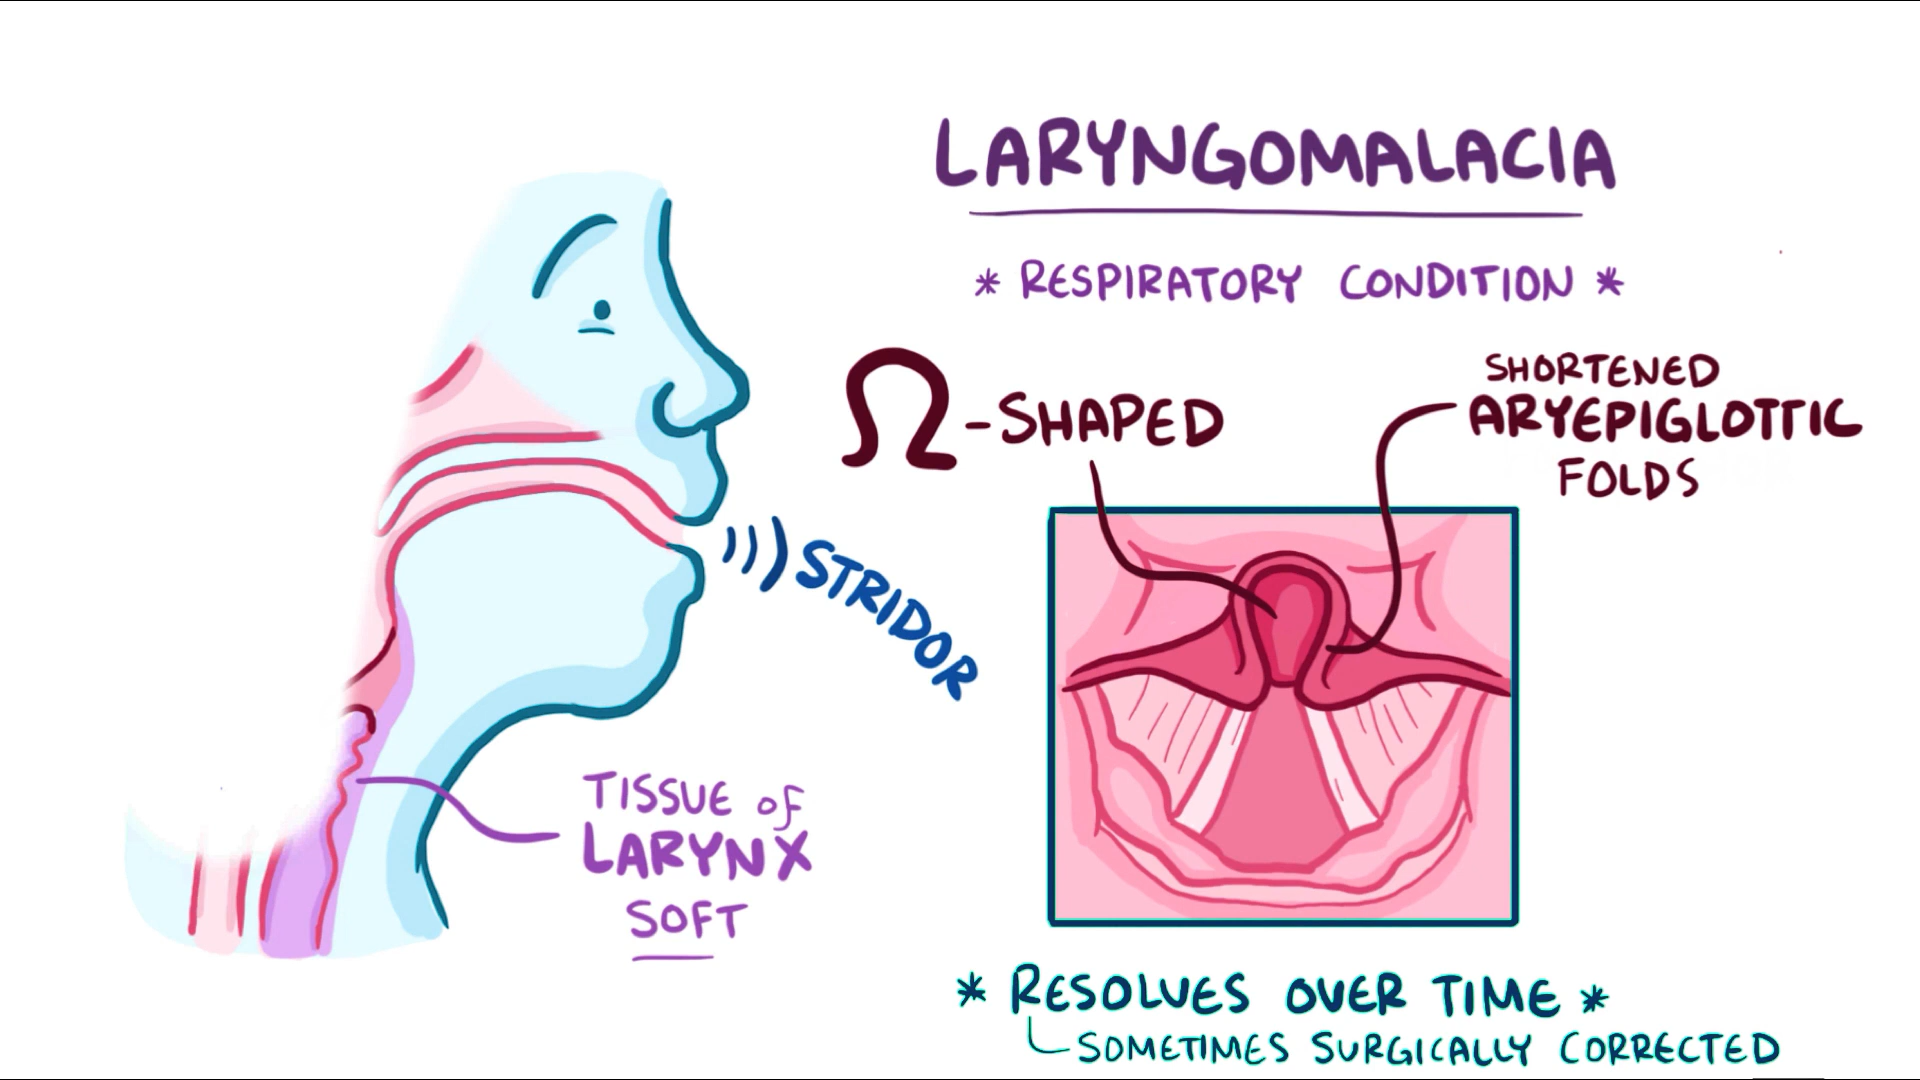 LARYNGOMALACIA
* RESPIRATORY CONDITION *
Ω-SHAPED
SHORTENED
ARYEPIGLOTTIC
FOLDS
STRIDOR
TISSUE of
LARYNX
SOFT
* RESOLVES OVER TIME *
SOMETIMES SURGICALLY CORRECTED